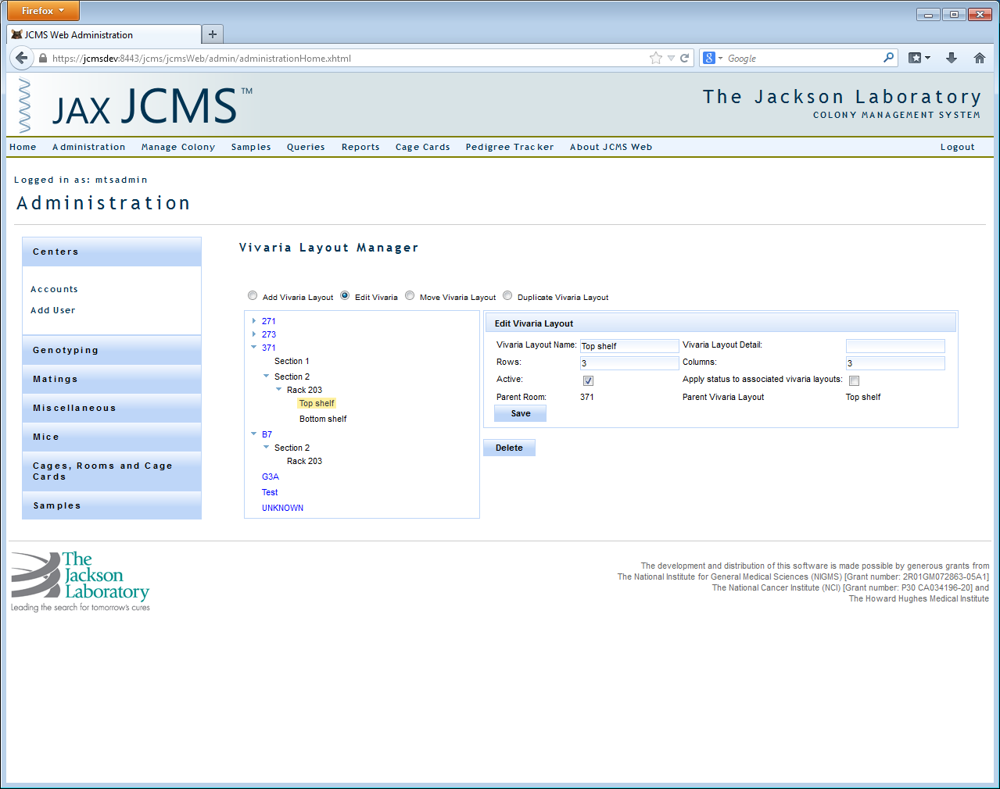 Firefox
JCMS Web Administration
https://jcmsdev:8443/jcms/jcmsWeb/admin/administrationHome.xhtml
Google
JAX JCMS™
The Jackson Laboratory
COLONY MANAGEMENT SYSTEM
Home Administration Manage Colony Samples Queries Reports Cage Cards Pedigree Tracker About JCMS Web Logout
Logged in as: mtsadmin
Administration
Centers
Accounts
Add User
Genotyping
Matings
Miscellaneous
Mice
Cages, Rooms and Cage
Cards
Samples
Vivaria Layout Manager
Add Vivaria Layout Edit Vivaria Move Vivaria Layout Duplicate Vivaria Layout
271
273
371
Section 1
Section 2
Rack 203
Top shelf
Bottom shelf
B7
Section 2
Rack 203
G3A
Test
UNKNOWN
Edit Vivaria Layout
Vivaria Layout Name: Top shelf Vivaria Layout Detail:
Rows: 3 Columns: 3
Active: Apply status to associated vivaria layouts:
Parent Room: 371 Parent Vivaria Layout Top shelf
Save
Delete
The
Jackson
Laboratory
Leading the search for tomorrow's cures
The development and distribution of this software is made possible by generous grants from
The National Institute for General Medical Sciences (NIGMS) [Grant number: 2R01GM072863-05A1]
The National Cancer Institute (NCI) [Grant number: P30 CA034196-20] and
The Howard Hughes Medical Institute